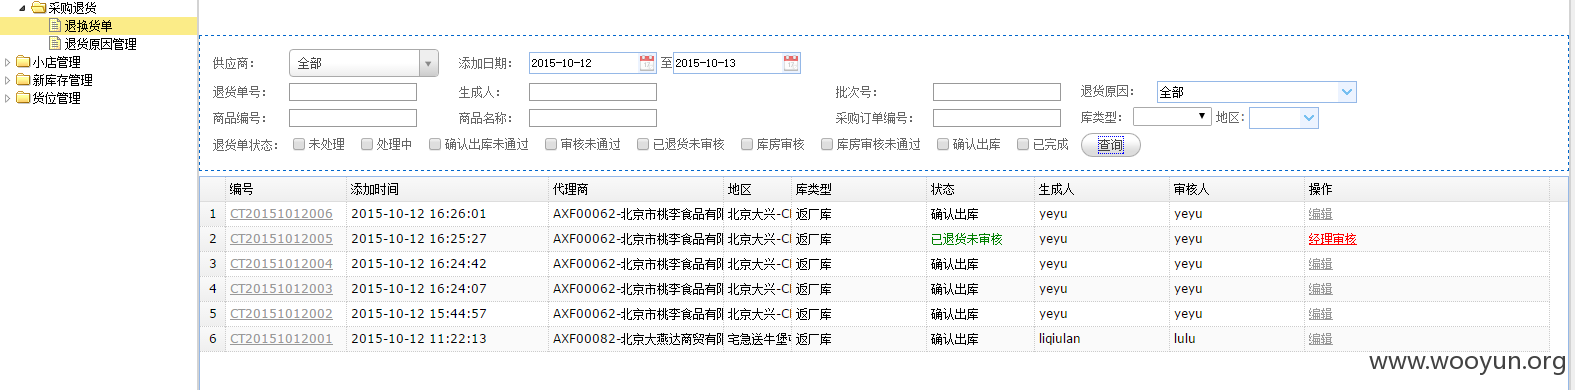 采购退货
退换货单
退货原因管理
小店管理
新库存管理
货位管理
供应商： 全部 添加日期： 2015-10-12 至 2015-10-13
退货单号： 生成人： 批次号： 退货原因： 全部
商品编号： 商品名称： 采购订单编号： 库类型： 地区：
退货单状态： 未处理 处理中 确认出库未通过 审核未通过 已退货未审核 库房审核 库房审核未通过 确认出库 已完成 查询
编号 添加时间 代理商 地区 库类型 状态 生成人 审核人 操作
1 CT20151012006 2015-10-12 16:26:01 AXF00062-北京市桃李食品有限 北京大兴-CI 返厂库 确认出库 yeyu yeyu 编辑
2 CT20151012005 2015-10-12 16:25:27 AXF00062-北京市桃李食品有限 北京大兴-CI 返厂库 已退货未审核 yeyu yeyu 经理审核
3 CT20151012004 2015-10-12 16:24:42 AXF00062-北京市桃李食品有限 北京大兴-CI 返厂库 确认出库 yeyu yeyu 编辑
4 CT20151012003 2015-10-12 16:24:07 AXF00062-北京市桃李食品有限 北京大兴-CI 返厂库 确认出库 yeyu yeyu 编辑
5 CT20151012002 2015-10-12 15:44:57 AXF00062-北京市桃李食品有限 北京大兴-CI 返厂库 确认出库 yeyu yeyu 编辑
6 CT20151012001 2015-10-12 11:22:13 AXF00082-北京大燕达商贸有限 宅急送牛堡 返厂库 确认出库 liqiulan lulu 编辑
www.wooyun.org